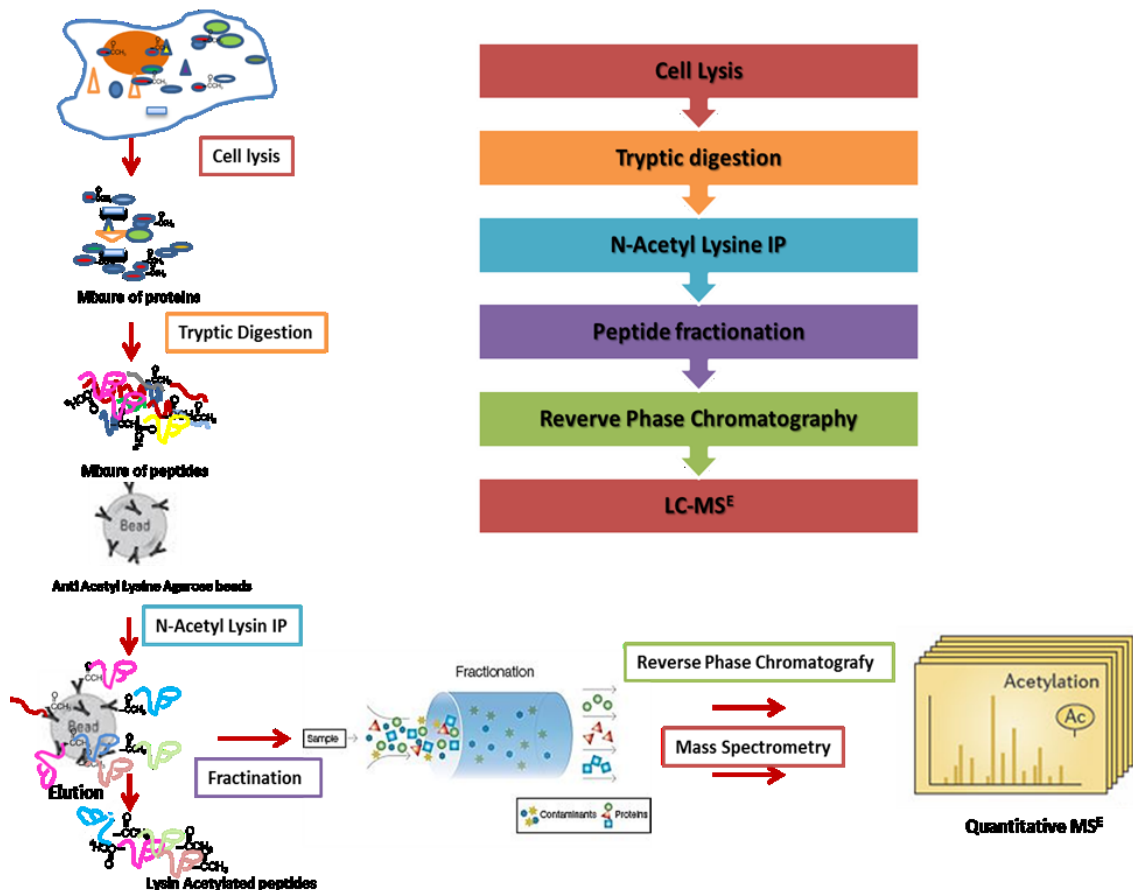 Cell lysis
Mixure of proteins
Tryptic Digestion
Mixure of peptides
Bead
Anti Acetyl Lysine Agarose beads
N-Acetyl Lysin IP
Bead
Elution
Lysin Acetylated peptides
Fractination
Cell Lysis
Tryptic digestion
N-Acetyl Lysine IP
Peptide fractionation
Reverve Phase Chromatography
LC-MSᴱ
Fractionation
Sample
Contaminants
Proteins
Reverse Phase Chromatografy
Mass Spectrometry
Acetylation
Ac
Quantitative MSᴱ